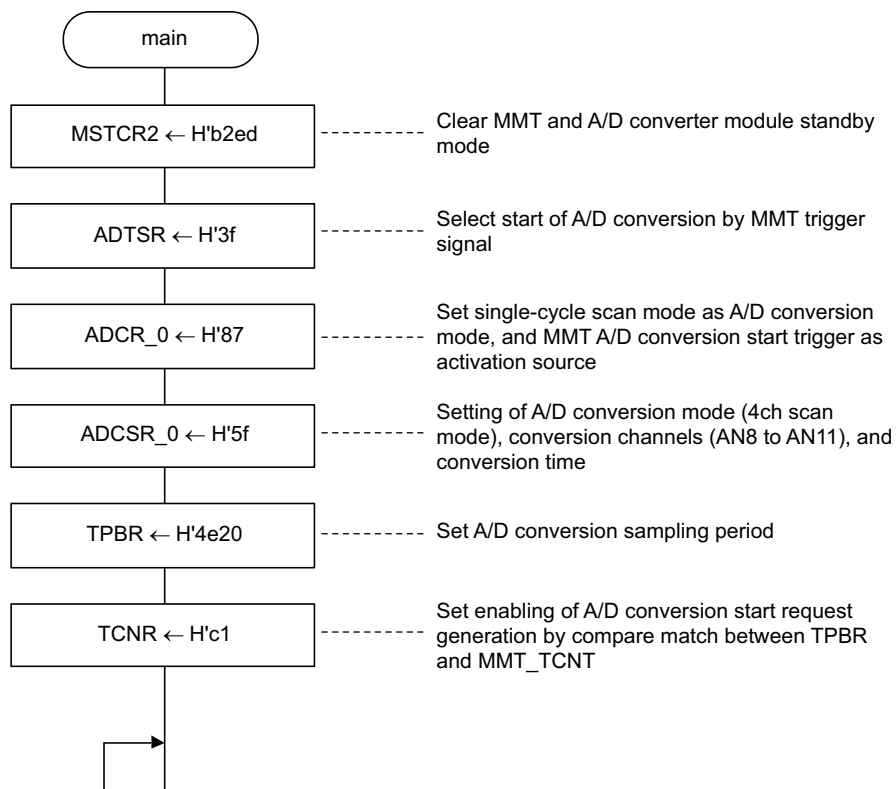 main
MSTCR2 ← H'b2ed
Clear MMT and A/D converter module standby
mode
ADTSR ← H'3f
Select start of A/D conversion by MMT trigger
signal
ADCR_0 ← H'87
Set single-cycle scan mode as A/D conversion
mode, and MMT A/D conversion start trigger as
activation source
ADCSR_0 ← H'5f
Setting of A/D conversion mode (4ch scan
mode), conversion channels (AN8 to AN11), and
conversion time
TPBR ← H'4e20
Set A/D conversion sampling period
TCNR ← H'c1
Set enabling of A/D conversion start request
generation by compare match between TPBR
and MMT_TCNT